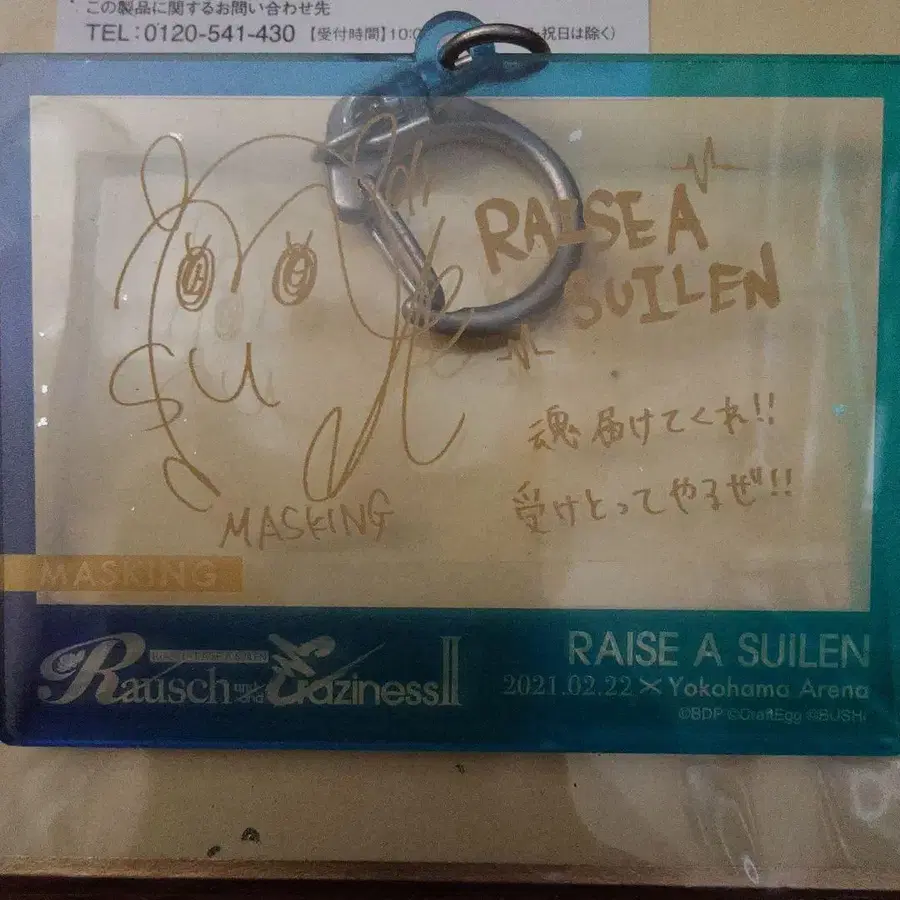 この製品に関するお問い合わせ先
TEL:0120-541-430 【受付時間】10:0 祝日は除く)
RAISE A
SUILEN
魂届けてくれ!!
受けとってやるぜ!!
MASKING
MASKING
Rausch und Craziness II
RAISE A SUILEN
2021.02.22×Yokohama Arena
©BDP ©CraftEgg ©BUSHI